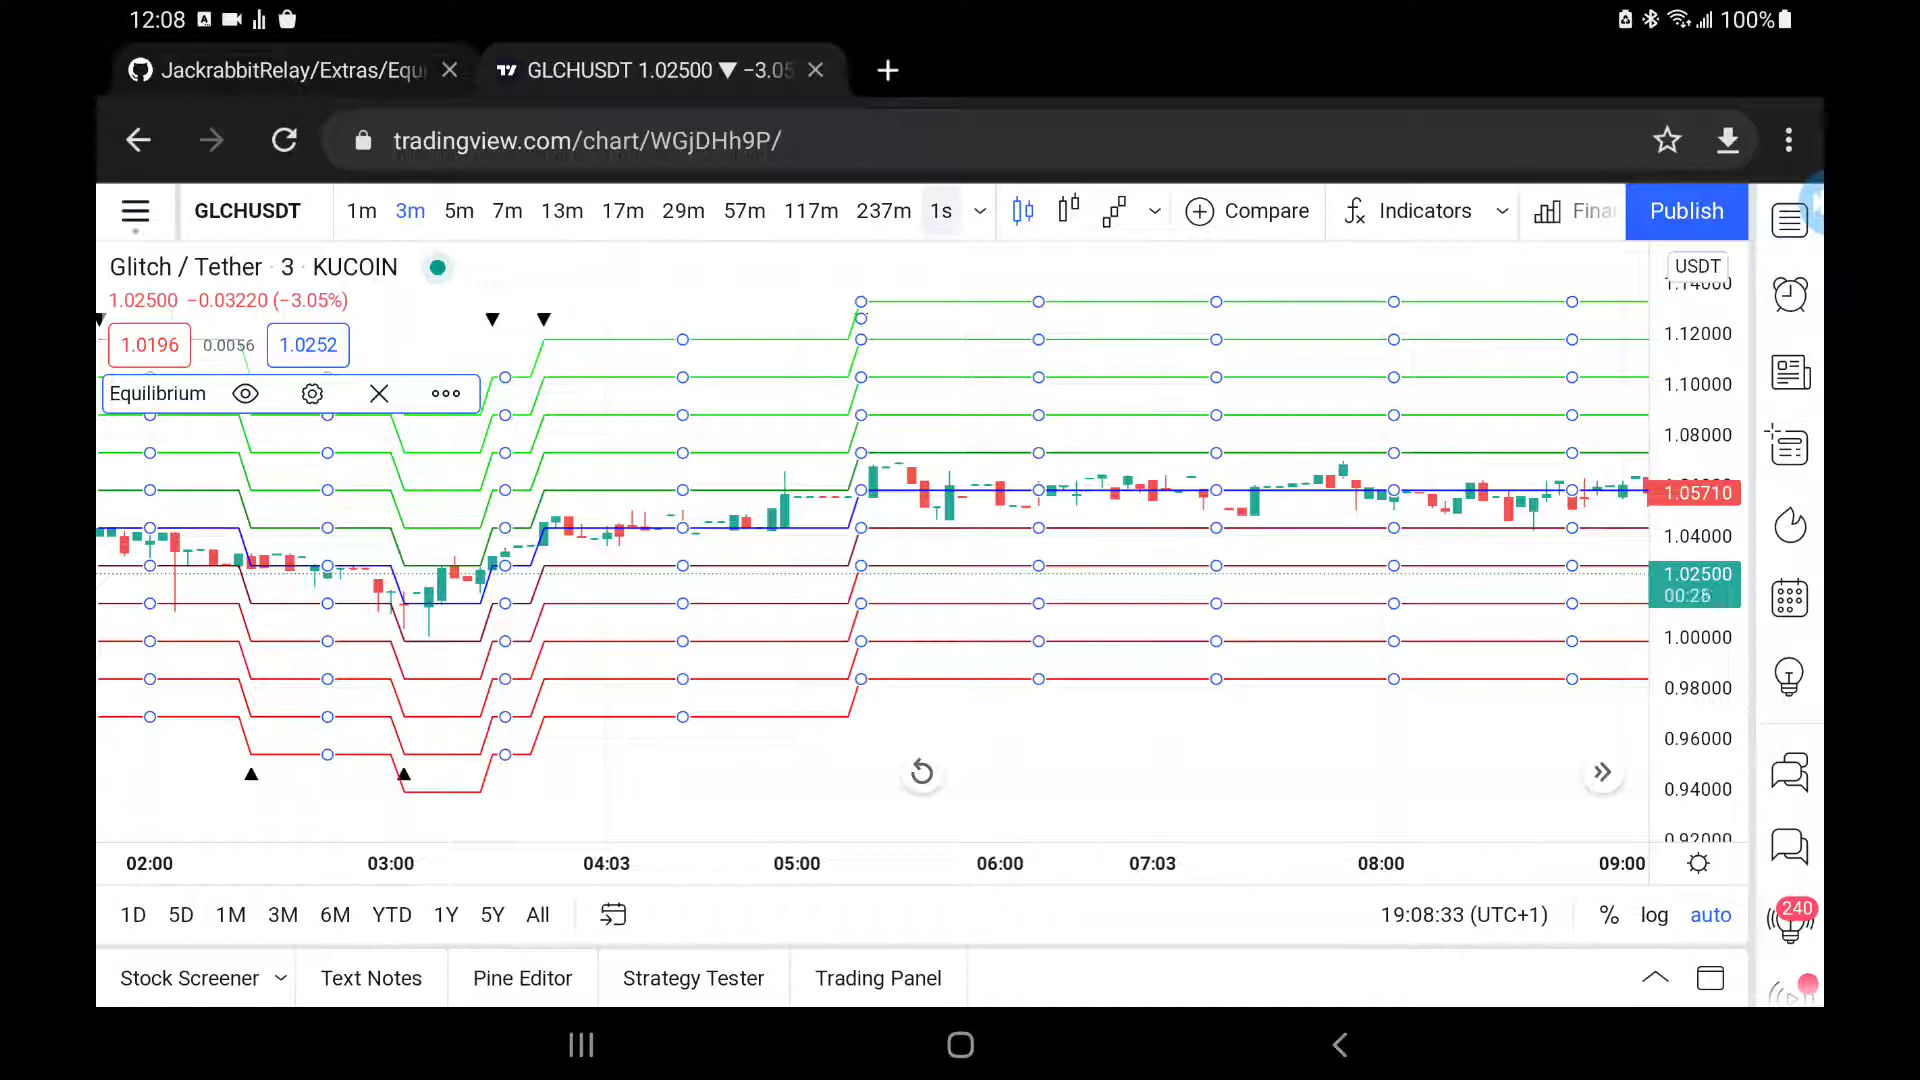 12:08
100%
JackrabbitRelay/Extras/Equ
GLCHUSDT 1.02500 ▼ −3.05
tradingview.com/chart/WGjDHh9P/
GLCHUSDT 1m 3m 5m 7m 13m 17m 29m 57m 117m 237m 1s Compare Indicators Fina Publish
Glitch / Tether · 3 · KUCOIN
USDT
1.02500 −0.03220 (−3.05%)
1.0196 0.0056 1.0252
Equilibrium
1.14000
1.12000
1.10000
1.08000
1.05710
1.04000
1.02500
00:26
1.00000
0.98000
0.96000
0.94000
0.92000
02:00 03:00 04:03 05:00 06:00 07:03 08:00 09:00
1D 5D 1M 3M 6M YTD 1Y 5Y All
19:08:33 (UTC+1) % log auto
240
Stock Screener Text Notes Pine Editor Strategy Tester Trading Panel